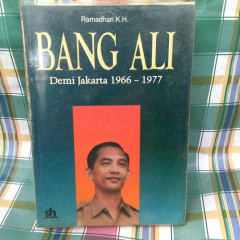 Ramadhan K.H.
BANG ALI
Demi Jakarta 1966 - 1977
sh